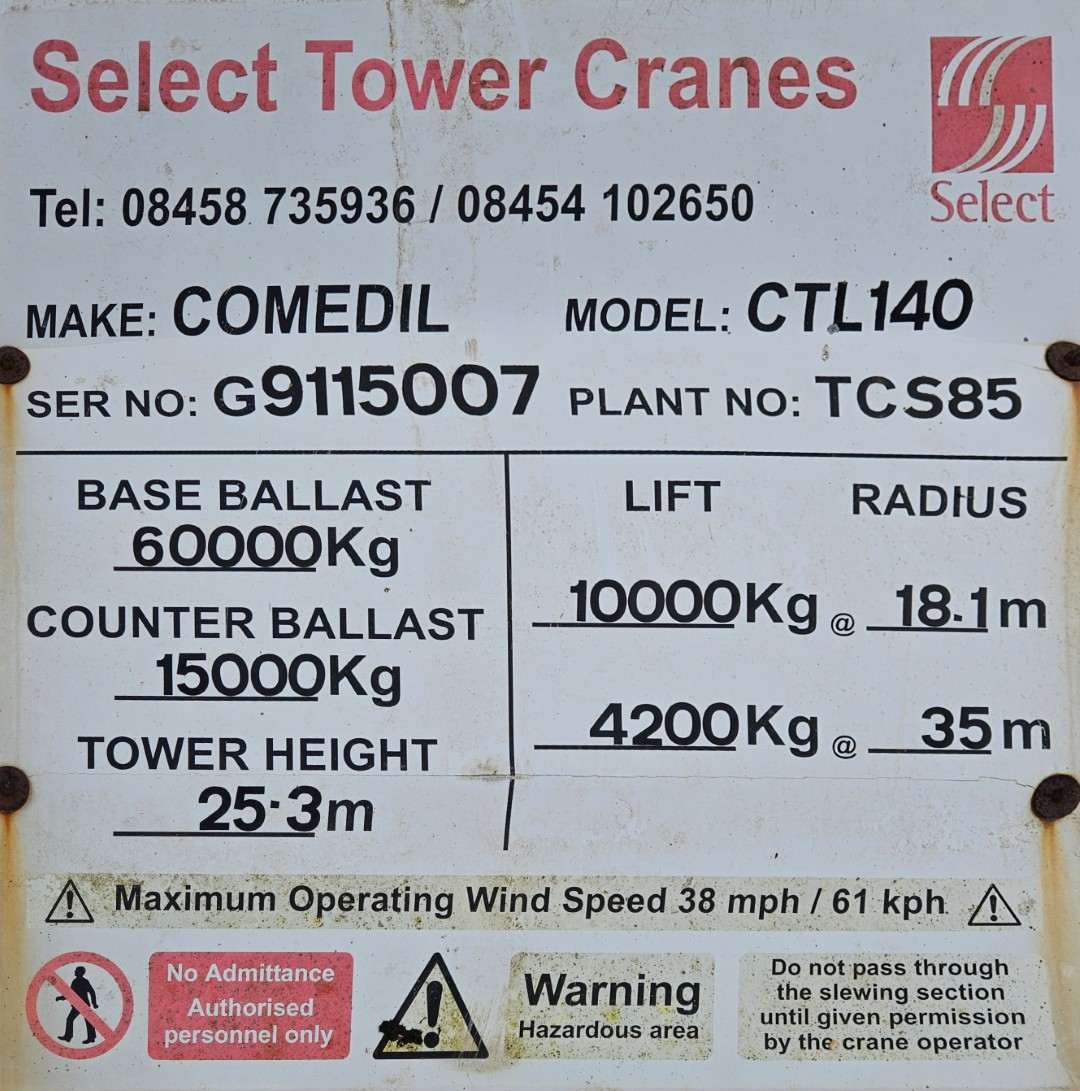 Select Tower Cranes
Select
Tel: 08458 735936 / 08454 102650
MAKE: COMEDIL MODEL: CTL140
SER NO: G9115007 PLANT NO: TCS85
BASE BALLAST
60000Kg
COUNTER BALLAST
15000Kg
TOWER HEIGHT
25·3m
LIFT RADIUS
10000Kg @ 18.1m
4200Kg @ 35m
Maximum Operating Wind Speed 38 mph / 61 kph
No Admittance
Authorised
personnel only
Warning
Hazardous area
Do not pass through
the slewing section
until given permission
by the crane operator